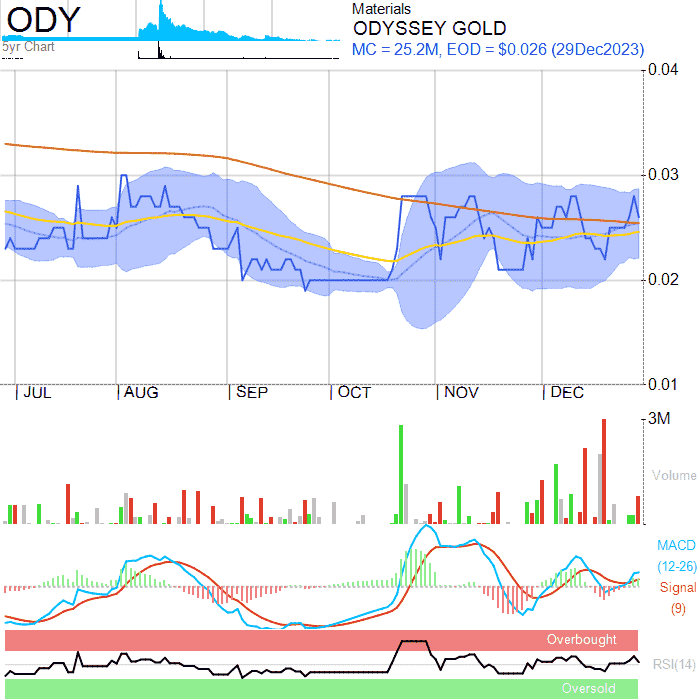 ODY
5yr Chart
Materials
ODYSSEY GOLD
MC = 25.2M, EOD = $0.026 (29Dec2023)
0.04
0.03
0.02
0.01
JUL AUG SEP OCT NOV DEC
3M
Volume
MACD
(12-26)
Signal
(9)
Overbought
RSI(14)
Oversold